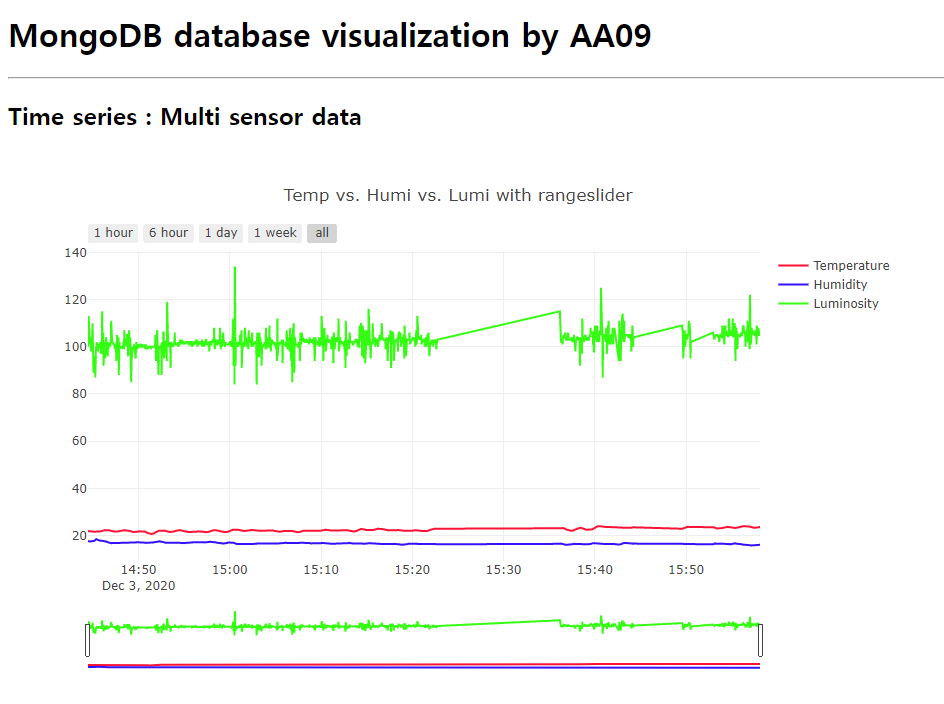 MongoDB database visualization by AA09
Time series : Multi sensor data
Temp vs. Humi vs. Lumi with rangeslider
1 hour 6 hour 1 day 1 week all
140
120
100
80
60
40
20
Temperature
Humidity
Luminosity
14:50 15:00 15:10 15:20 15:30 15:40 15:50
Dec 3, 2020